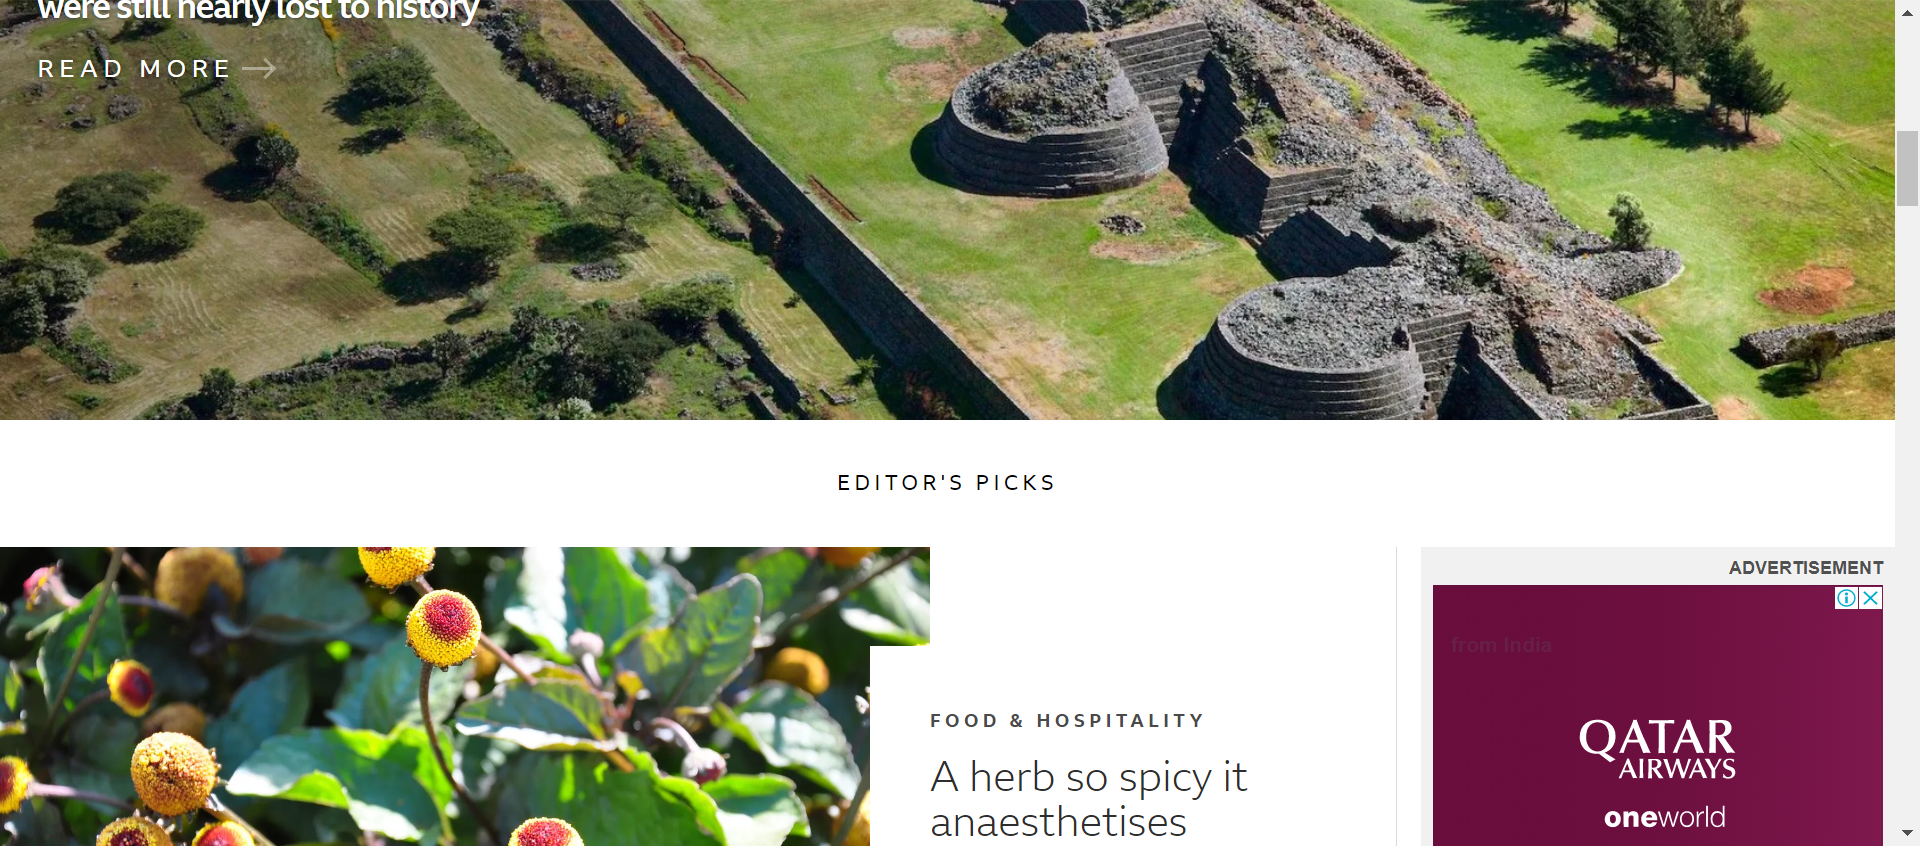 were still nearly lost to history
READ MORE
EDITOR'S PICKS
ADVERTISEMENT
from India
QATAR
AIRWAYS
oneworld
FOOD & HOSPITALITY
A herb so spicy it
anaesthetises